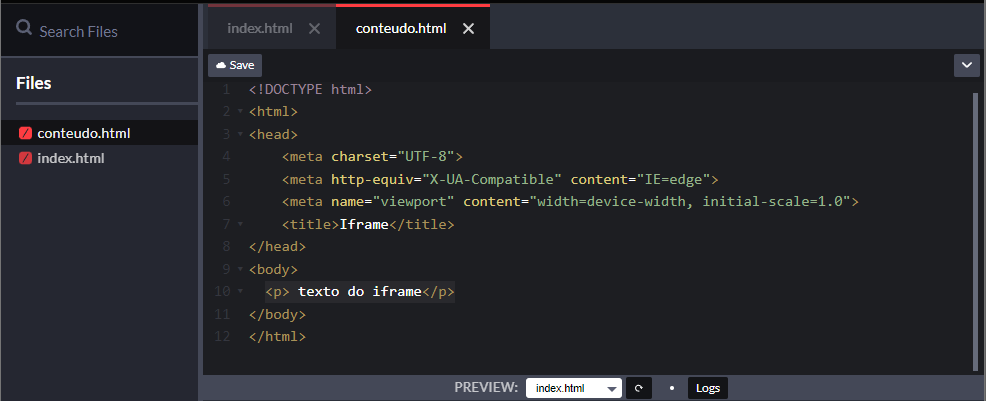 Search Files
Files
conteudo.html
index.html
index.html
conteudo.html
Save
1 <!DOCTYPE html>
2 <html>
3 <head>
4     <meta charset="UTF-8">
5     <meta http-equiv="X-UA-Compatible" content="IE=edge">
6     <meta name="viewport" content="width=device-width, initial-scale=1.0">
7     <title>Iframe</title>
8 </head>
9 <body>
10   <p> texto do iframe</p>
11 </body>
12 </html>
PREVIEW: index.html • Logs